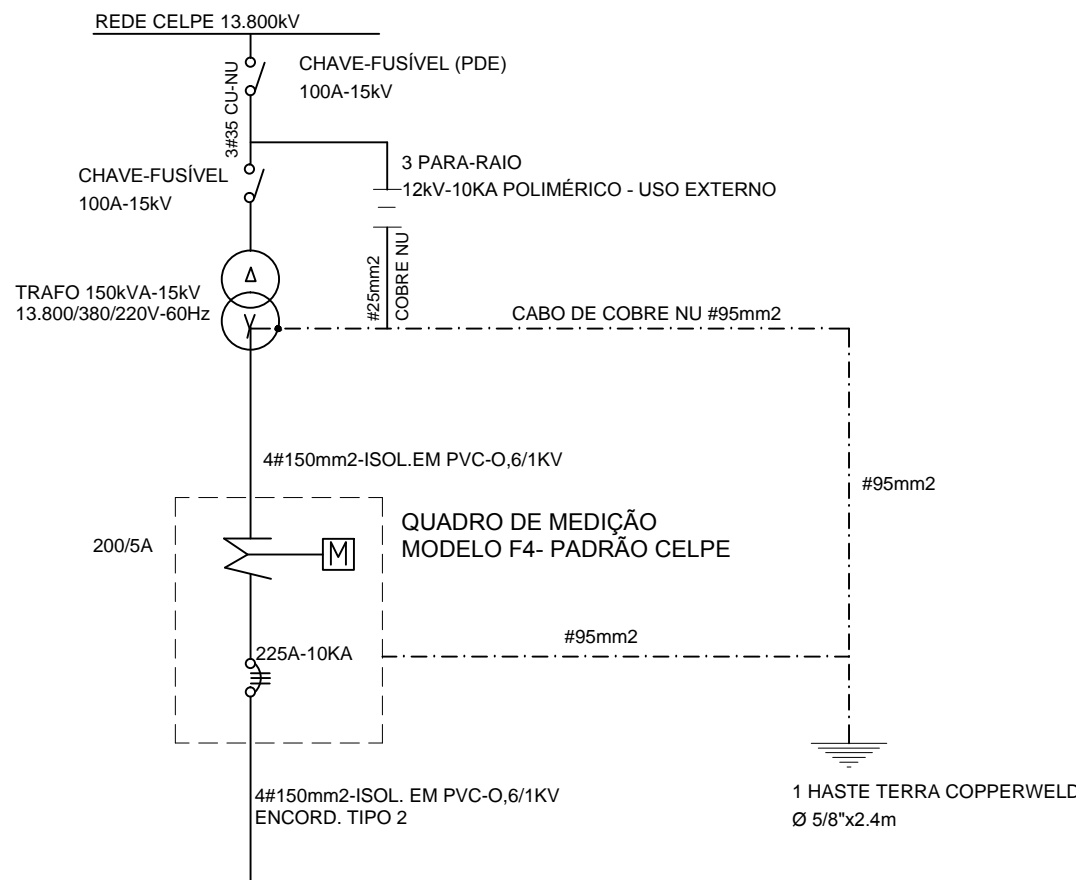 REDE CELPE 13.800kV
CHAVE-FUSÍVEL (PDE)
100A-15kV
3#35 CU-NU
3 PARA-RAIO
12kV-10KA POLIMÉRICO - USO EXTERNO
CHAVE-FUSÍVEL
100A-15kV
#25mm2
COBRE NU
Δ
TRAFO 150kVA-15kV
13.800/380/220V-60Hz
Y
CABO DE COBRE NU #95mm2
4#150mm2-ISOL.EM PVC-O,6/1KV
#95mm2
QUADRO DE MEDIÇÃO
MODELO F4- PADRÃO CELPE
200/5A
M
#95mm2
225A-10KA
4#150mm2-ISOL. EM PVC-O,6/1KV
ENCORD. TIPO 2
1 HASTE TERRA COPPERWELD
Ø 5/8"x2.4m